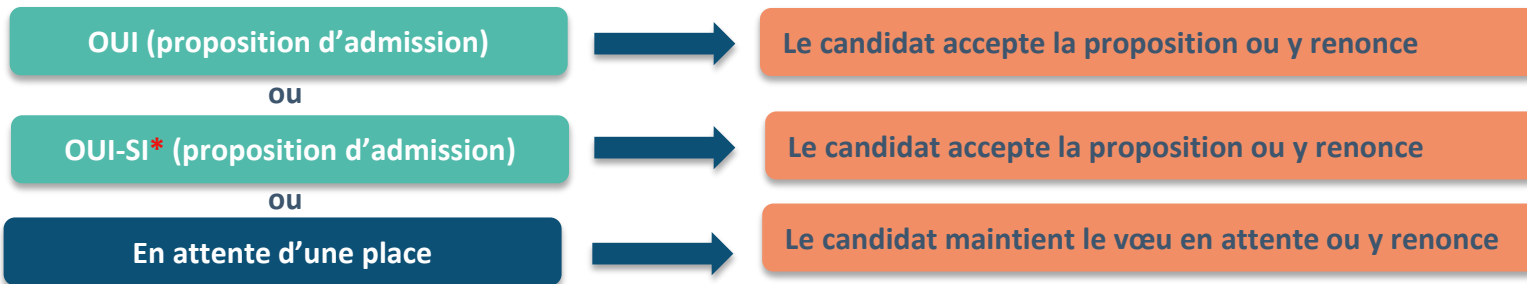 OUI (proposition d’admission)
Le candidat accepte la proposition ou y renonce
ou
OUI-SI* (proposition d’admission)
Le candidat accepte la proposition ou y renonce
ou
En attente d’une place
Le candidat maintient le vœu en attente ou y renonce